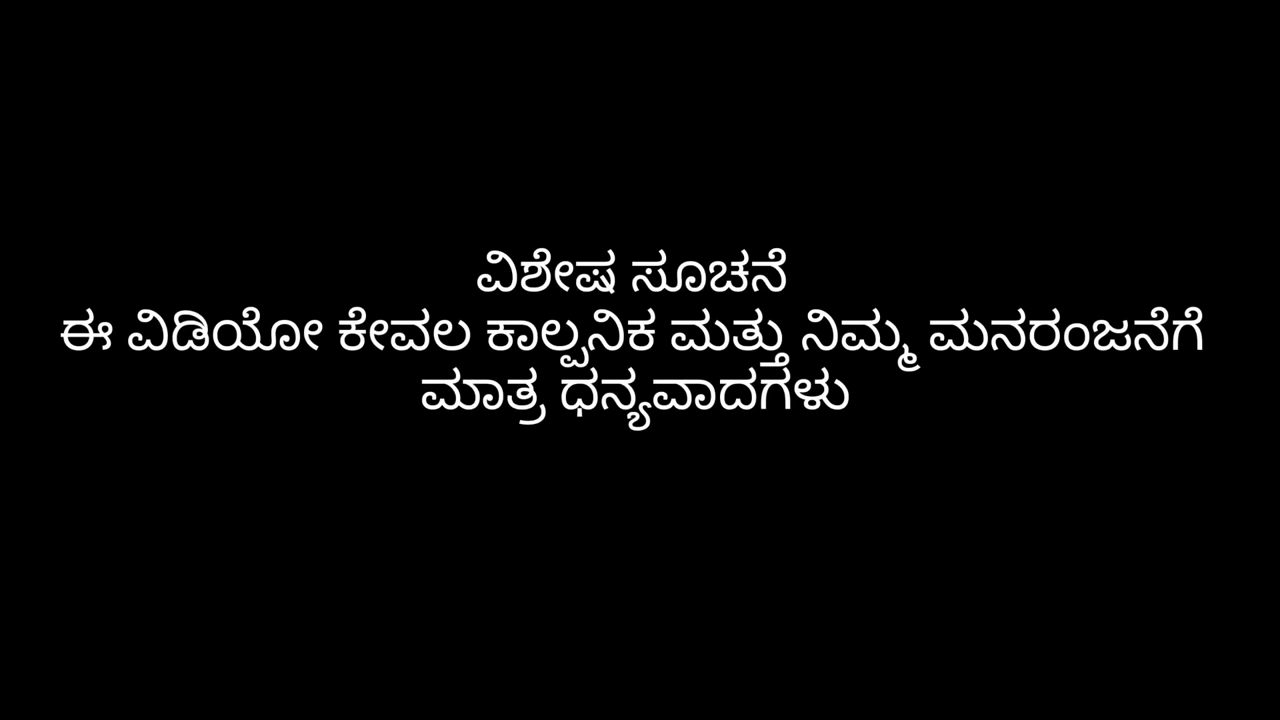 ವಿಶೇಷ ಸೂಚನೆ
ಈ ವಿಡಿಯೋ ಕೇವಲ ಕಾಲ್ಪನಿಕ ಮತ್ತು ನಿಮ್ಮ ಮನರಂಜನೆಗೆ
ಮಾತ್ರ ಧನ್ಯವಾದಗಳು